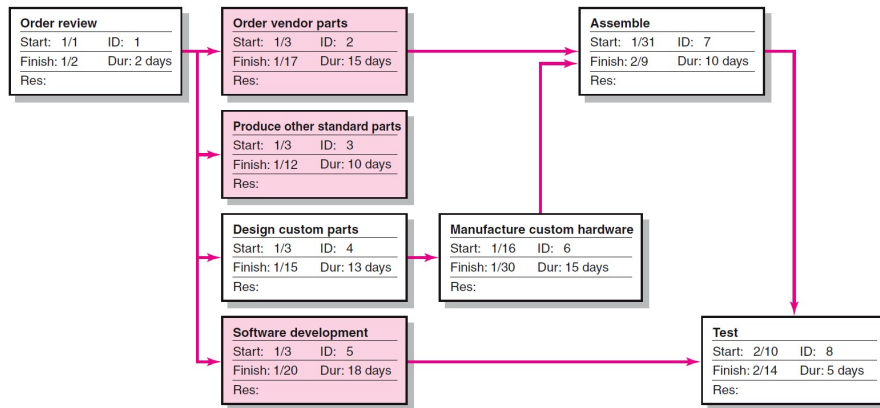 Order review
Start: 1/1 ID: 1
Finish: 1/2 Dur: 2 days
Res:
Order vendor parts
Start: 1/3 ID: 2
Finish: 1/17 Dur: 15 days
Res:
Assemble
Start: 1/31 ID: 7
Finish: 2/9 Dur: 10 days
Res:
Produce other standard parts
Start: 1/3 ID: 3
Finish: 1/12 Dur: 10 days
Res:
Design custom parts
Start: 1/3 ID: 4
Finish: 1/15 Dur: 13 days
Res:
Manufacture custom hardware
Start: 1/16 ID: 6
Finish: 1/30 Dur: 15 days
Res:
Software development
Start: 1/3 ID: 5
Finish: 1/20 Dur: 18 days
Res:
Test
Start: 2/10 ID: 8
Finish: 2/14 Dur: 5 days
Res: